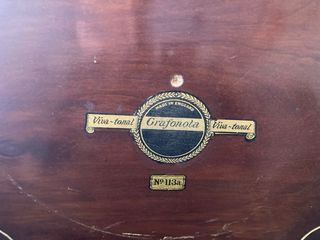 MADE IN ENGLAND
Viva-tonal Grafonola Viva-tonal
No 113a